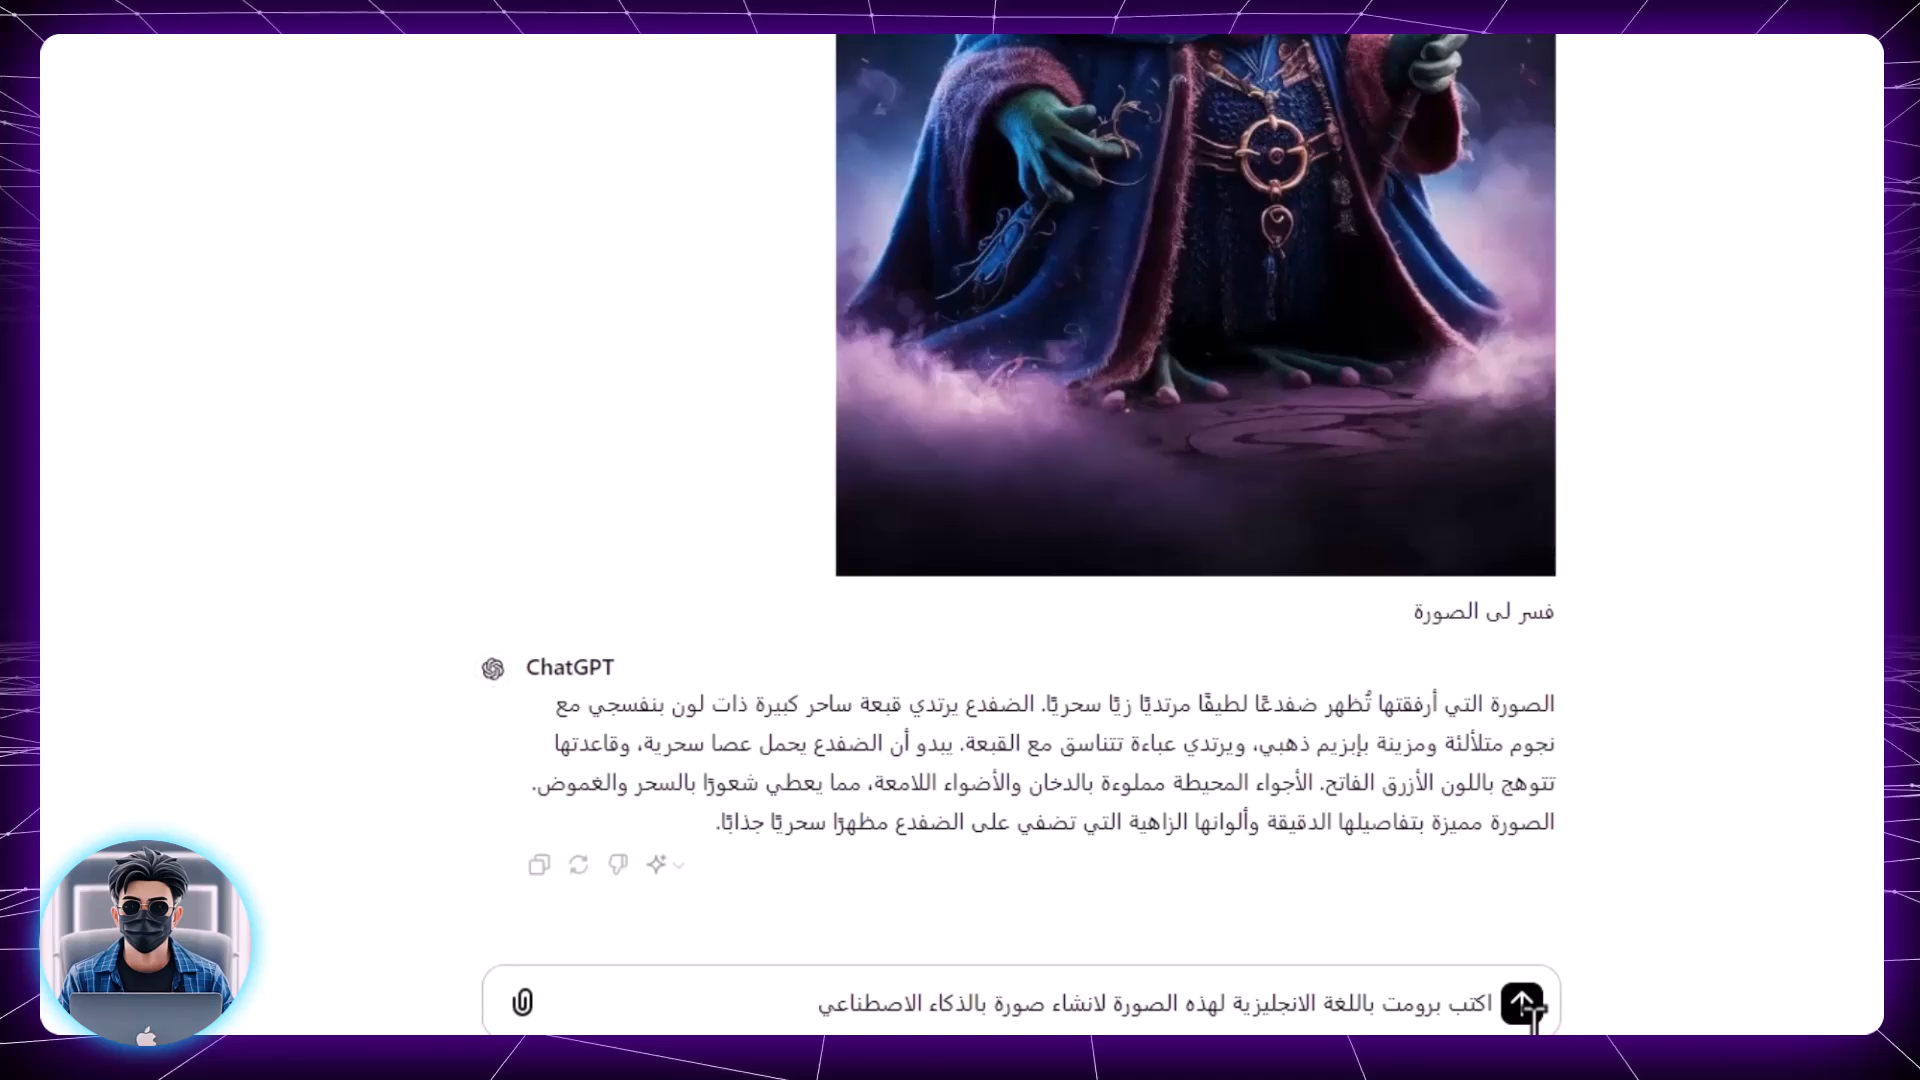 فسر لى الصورة
ChatGPT
الصورة التي أرفقتها تُظهر ضفدعًا لطيفًا مرتديًا زيًا سحريًا. الضفدع يرتدي قبعة ساحر كبيرة ذات لون بنفسجي مع
نجوم متلألئة ومزينة بإبزيم ذهبي، ويرتدي عباءة تتناسق مع القبعة. يبدو أن الضفدع يحمل عصا سحرية، وقاعدتها
تتوهج باللون الأزرق الفاتح. الأجواء المحيطة مملوءة بالدخان والأضواء اللامعة، مما يعطي شعورًا بالسحر والغموض.
الصورة مميزة بتفاصيلها الدقيقة وألوانها الزاهية التي تضفي على الضفدع مظهرًا سحريًا جذابًا.
اكتب برومت باللغة الانجليزية لهذه الصورة لانشاء صورة بالذكاء الاصطناعي